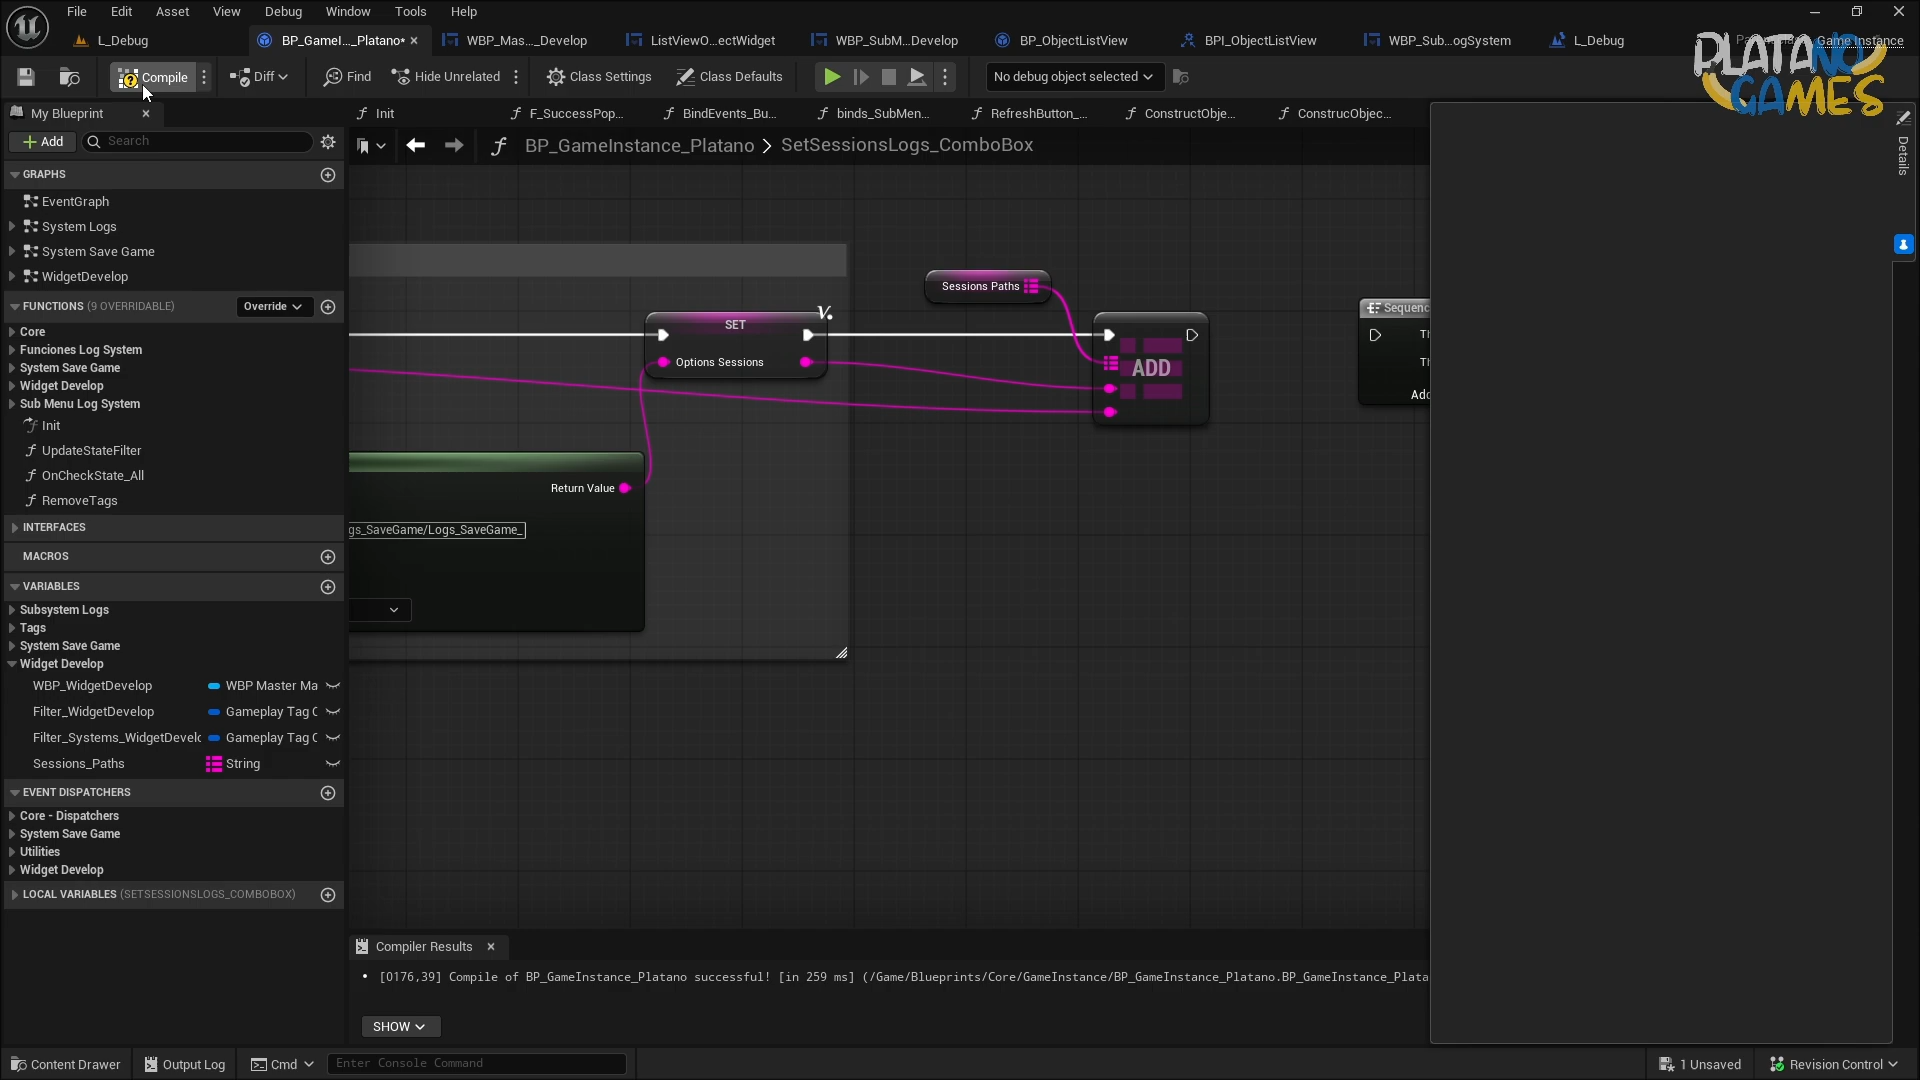 File Edit Asset View Debug Window Tools Help
L_Debug BP_GameI..._Platano* WBP_Mas..._Develop ListViewO...ectWidget WBP_SubM...Develop BP_ObjectListView BPI_ObjectListView WBP_Sub...ogSystem L_Debug Game Instance
PLATANO
GAMES
Compile Diff Find Hide Unrelated Class Settings Class Defaults No debug object selected
My Blueprint Init F_SuccessPop... BindEvents_Bu... binds_SubMen... RefreshButton_... ConstructObje... ConstrucObjec...
Add Search BP_GameInstance_Platano > SetSessionsLogs_ComboBox
Details
GRAPHS
EventGraph
System Logs
System Save Game
WidgetDevelop
FUNCTIONS (9 OVERRIDABLE) Override
Core
Funciones Log System
System Save Game
Widget Develop
Sub Menu Log System
Init
UpdateStateFilter
OnCheckState_All
RemoveTags
INTERFACES
MACROS
VARIABLES
Subsystem Logs
Tags
System Save Game
Widget Develop
WBP_WidgetDevelop WBP Master Ma
Filter_WidgetDevelop Gameplay Tag C
Filter_Systems_WidgetDevelo Gameplay Tag C
Sessions_Paths String
EVENT DISPATCHERS
Core - Dispatchers
System Save Game
Utilities
Widget Develop
LOCAL VARIABLES (SETSESSIONSLOGS_COMBOBOX)
Sessions Paths
SET
Options Sessions
ADD
Sequenc
Th
Th
Adc
Return Value
gs_SaveGame/Logs_SaveGame_
Compiler Results
• [0176,39] Compile of BP_GameInstance_Platano successful! [in 259 ms] (/Game/Blueprints/Core/GameInstance/BP_GameInstance_Platano.BP_GameInstance_Plata
SHOW
Content Drawer Output Log Cmd Enter Console Command 1 Unsaved Revision Control